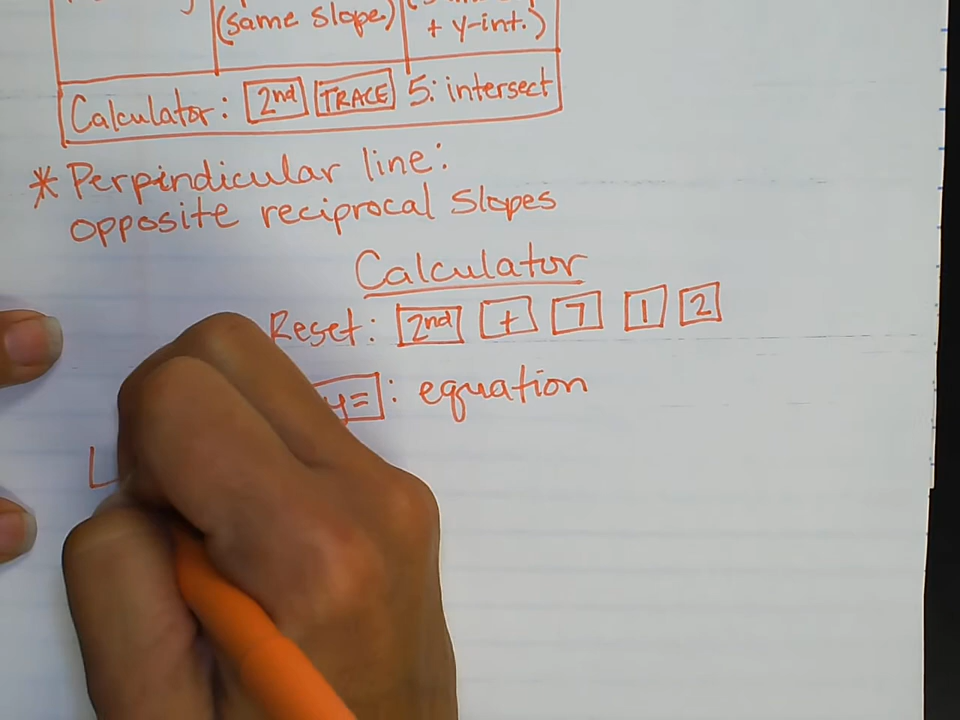 (same slope)
+ y-int.)
Calculator: 2nd TRACE 5: intersect
* Perpindicular line:
opposite reciprocal slopes
Calculator
Reset: 2nd + 7 1 2
y= : equation
L